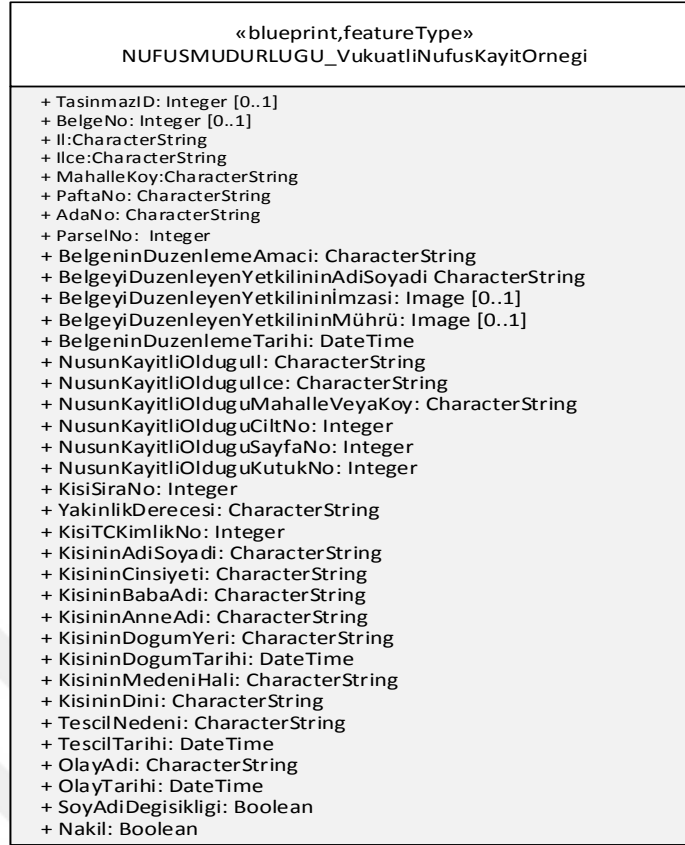 «blueprint,featureType»
NUFUSMUDURLUGU_VukuatliNufusKayitOrnegi
+ TasinmazID: Integer [0..1]
+ BelgeNo: Integer [0..1]
+ Il:CharacterString
+ Ilce:CharacterString
+ MahalleKoy:CharacterString
+ PaftaNo: CharacterString
+ AdaNo: CharacterString
+ ParselNo: Integer
+ BelgeninDuzenlemeAmaci: CharacterString
+ BelgeyiDuzenleyenYetkilininAdiSoyadi CharacterString
+ BelgeyiDuzenleyenYetkilininİmzasi: Image [0..1]
+ BelgeyiDuzenleyenYetkilininMührü: Image [0..1]
+ BelgeninDuzenlemeTarihi: DateTime
+ NusunKayitliOlduguIl: CharacterString
+ NusunKayitliOlduguIlce: CharacterString
+ NusunKayitliOlduguMahalleVeyaKoy: CharacterString
+ NusunKayitliOlduguCiltNo: Integer
+ NusunKayitliOlduguSayfaNo: Integer
+ NusunKayitliOlduguKutukNo: Integer
+ KisiSiraNo: Integer
+ YakinlikDerecesi: CharacterString
+ KisiTCKimlikNo: Integer
+ KisininAdiSoyadi: CharacterString
+ KisininCinsiyeti: CharacterString
+ KisininBabaAdi: CharacterString
+ KisininAnneAdi: CharacterString
+ KisininDogumYeri: CharacterString
+ KisininDogumTarihi: DateTime
+ KisininMedeniHali: CharacterString
+ KisininDini: CharacterString
+ TescilNedeni: CharacterString
+ TescilTarihi: DateTime
+ OlayAdi: CharacterString
+ OlayTarihi: DateTime
+ SoyAdiDegisikligi: Boolean
+ Nakil: Boolean